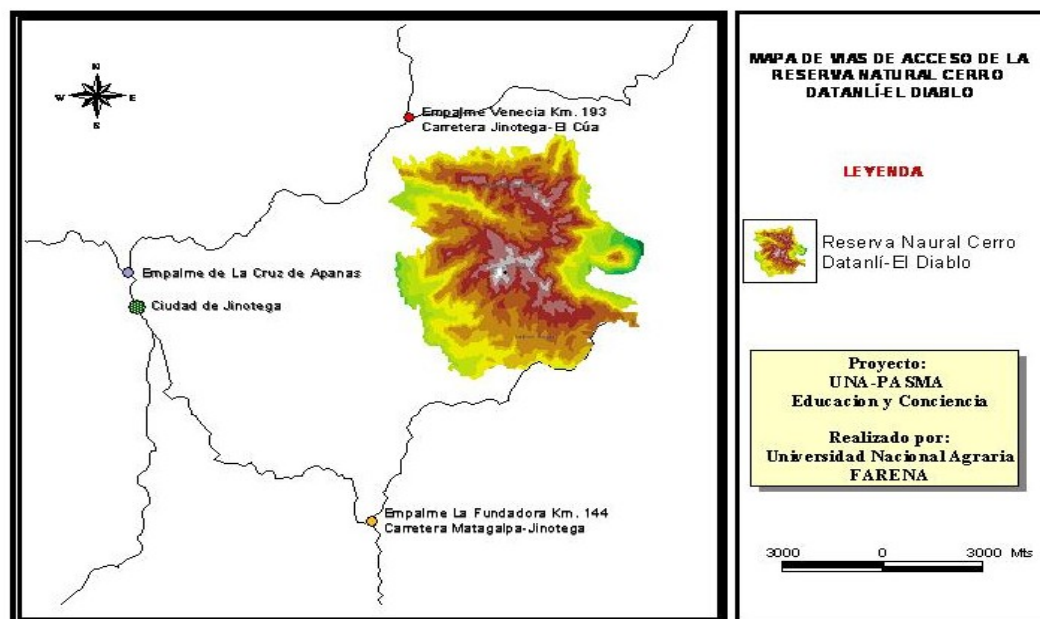 N
W E
S
Empalme Venecia Km. 193
Carretera Jinotega-El Cúa
Empalme de La Cruz de Apanas
Ciudad de Jinotega
Empalme La Fundadora Km. 144
Carretera Matagalpa-Jinotega
MAPA DE VIAS DE ACCESO DE LA
RESERVA NATURAL CERRO
DATANLÍ-EL DIABLO
LEYENDA
Reserva Naural Cerro
Datanlí-El Diablo
Proyecto:
UNA-PASMA
Educacion y Conciencia
Realizado por:
Universidad Nacional Agraria
FARENA
3000 0 3000 Mts